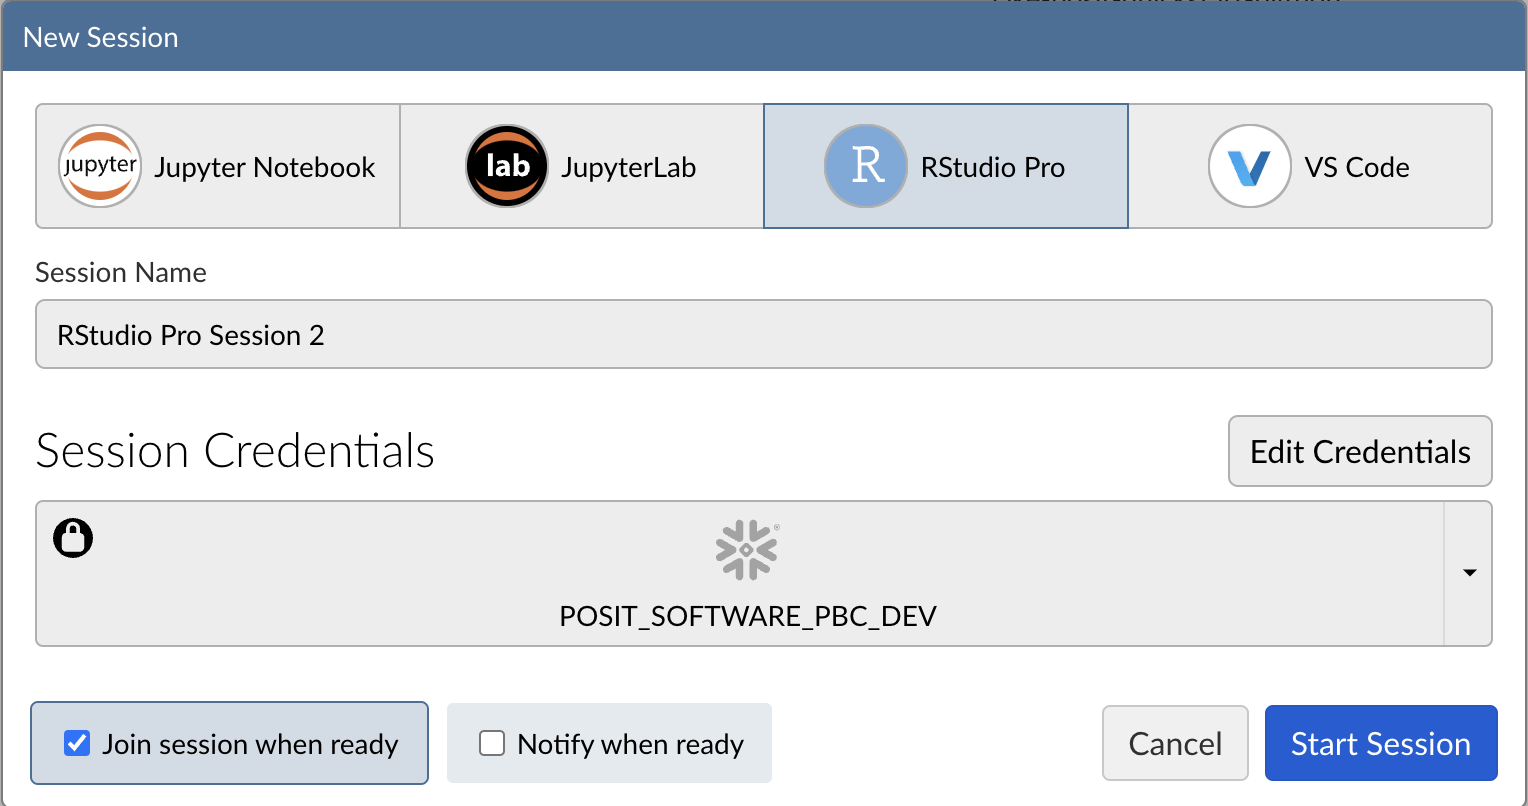 New Session
jupyter
Jupyter Notebook
lab
JupyterLab
R
RStudio Pro
VS Code
Session Name
RStudio Pro Session 2
Session Credentials
Edit Credentials
®
POSIT_SOFTWARE_PBC_DEV
Join session when ready
Notify when ready
Cancel
Start Session